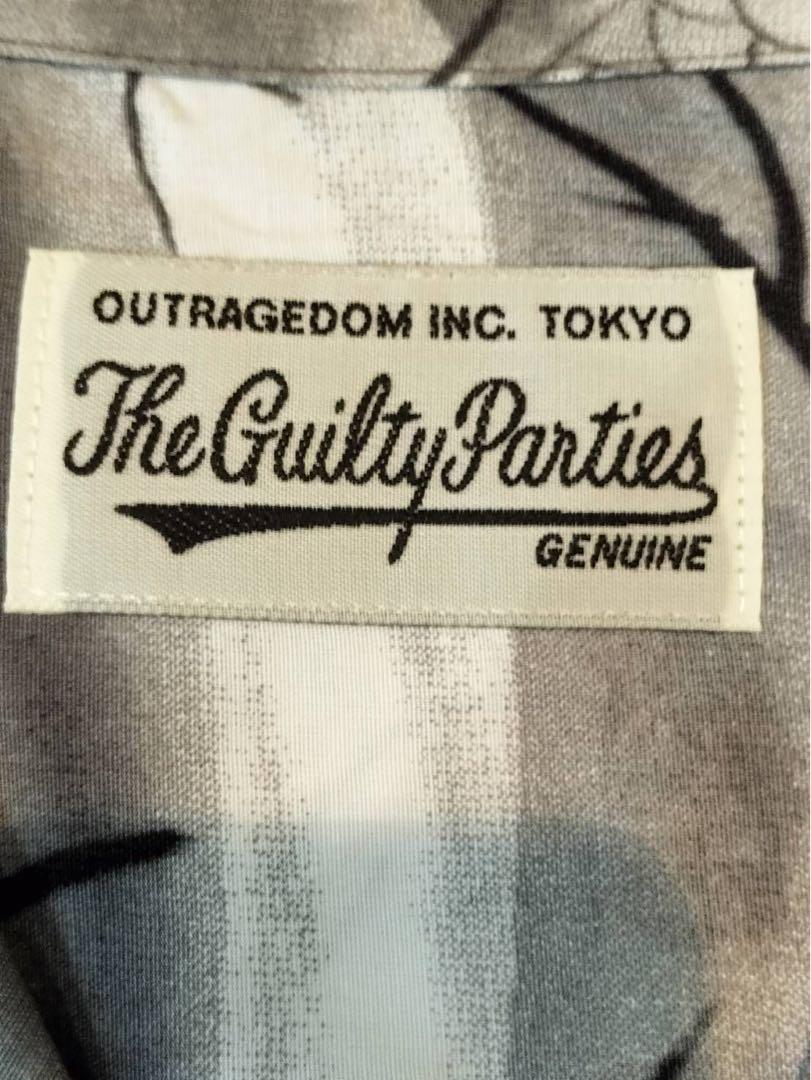 OUTRAGEDOM INC. TOKYO
The Guilty Parties
GENUINE